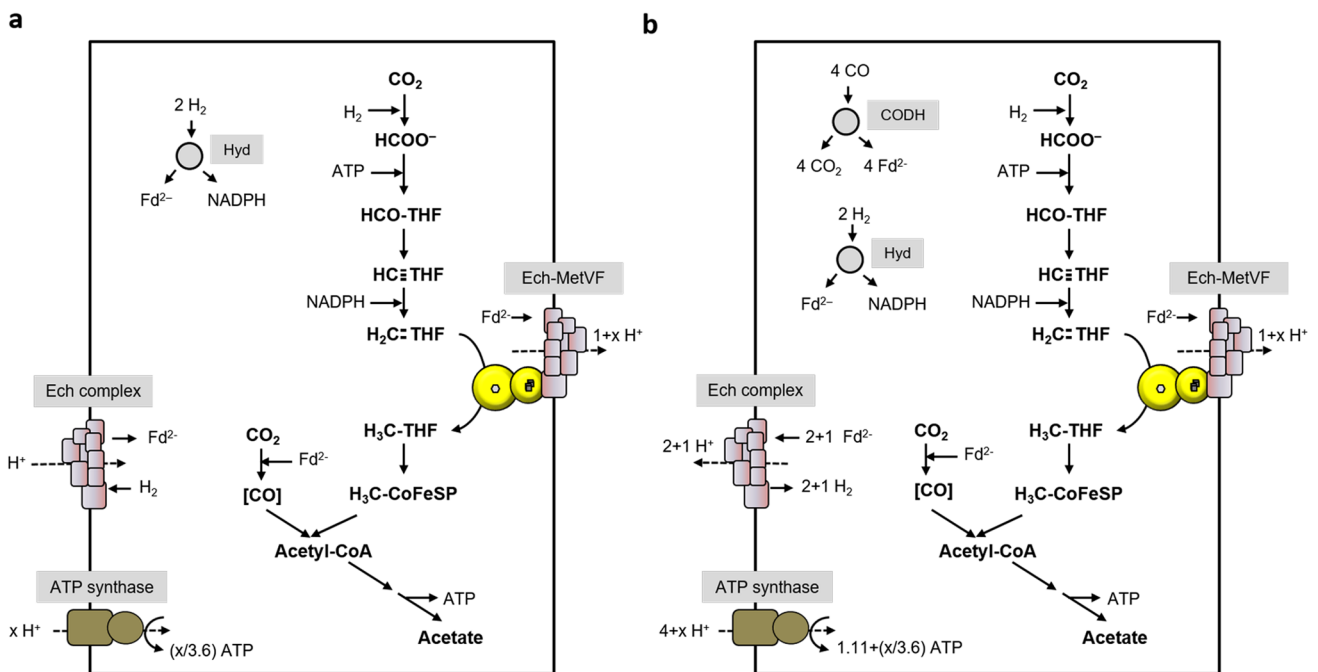 a
CO₂
H₂
HCOO⁻
2 H₂
Hyd
Fd²⁻
NADPH
ATP
HCO-THF
HC≡THF
NADPH
H₂C=THF
Ech-MetVF
Fd²⁻
1+x H⁺
Ech complex
Fd²⁻
H⁺
H₂
CO₂
Fd²⁻
[CO]
H₃C-THF
H₃C-CoFeSP
Acetyl-CoA
ATP
Acetate
ATP synthase
x H⁺
(x/3.6) ATP
b
4 CO
CODH
4 CO₂
4 Fd²⁻
CO₂
H₂
HCOO⁻
ATP
2 H₂
Hyd
Fd²⁻
NADPH
HCO-THF
HC≡THF
NADPH
H₂C=THF
Ech-MetVF
Fd²⁻
1+x H⁺
Ech complex
2+1 Fd²⁻
2+1 H⁺
2+1 H₂
CO₂
Fd²⁻
[CO]
H₃C-THF
H₃C-CoFeSP
Acetyl-CoA
ATP
Acetate
ATP synthase
4+x H⁺
1.11+(x/3.6) ATP